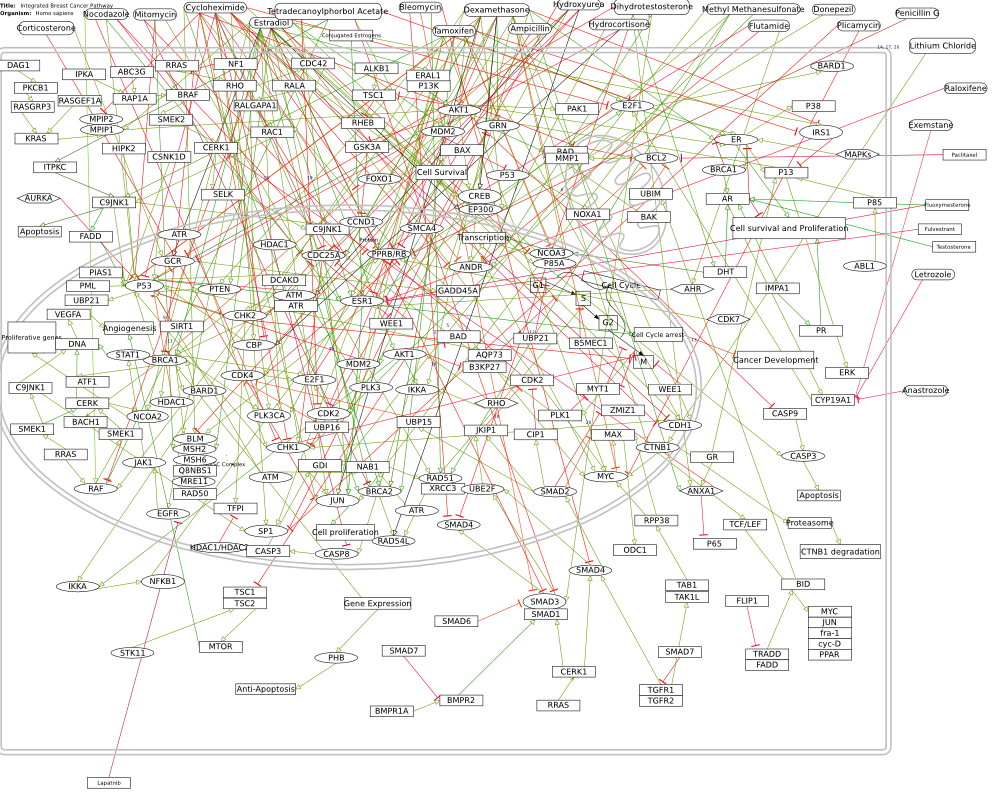 Title: Integrated Breast Cancer Pathway
Organism: Homo sapiens
Nocodazole
Mitomycin
Cycloheximide
Tetradecanoylphorbol Acetate
Bleomycin
Dexamethasone
Hydroxyurea
Dihydrotestosterone
Methyl Methanesulfonate
Donepezil
Penicillin G
Corticosterone
Estradiol
Conjugated Estrogens
Tamoxifen
Ampicillin
Hydrocortisone
Flutamide
Plicamycin
Lithium Chloride
14, 17, 20
DAG1
IPKA
ABC3G
RRAS
NF1
CDC42
ALKB1
ERAL1
BARD1
PKCB1
RASGEF1A
RAP1A
BRAF
RHO
RALA
TSC1
P13K
Raloxifene
RASGRP3
MPIP2
SMEK2
RALGAPA1
RHEB
AKT1
GRN
PAK1
E2F1
P38
IRS1
KRAS
MPIP1
HIPK2
CSNK1D
CERK1
RAC1
GSK3A
MDM2
BAX
BAD
MMP1
BCL2
ER
MAPKs
Exemstane
Paclitaxel
ITPKC
FOXO1
Cell Survival
P53
BRCA1
P13
AURKA
C9JNK1
SELK
CREB
EP300
UBIM
AR
P85
Fluoxymesterone
Apoptosis
FADD
ATR
CCND1
C9JNK1
SMCA4
NOXA1
BAK
Cell survival and Proliferation
Fulvestrant
HDAC1
CDC25A
PPRB/RB
Transcription
NCOA3
P85A
Testosterone
GCR
ANDR
DHT
ABL1
Letrozole
PIAS1
PML
P53
PTEN
DCAKD
ATM
ATR
ESR1
GADD45A
G1
S
Cell Cycle
AHR
IMPA1
UBP21
VEGFA
Angiogenesis
SIRT1
CHK2
WEE1
G2
CDK7
PR
Proliferative genes
DNA
STAT1
BRCA1
CBP
MDM2
AKT1
BAD
UBP21
B5MEC1
Cell Cycle arrest
M
AQP73
B3KP27
Cancer Development
ERK
C9JNK1
ATF1
CERK
BACH1
CDK4
BARD1
HDAC1
E2F1
PLK3
IKKA
CDK2
MYT1
WEE1
CYP19A1
Anastrozole
NCOA2
PLK3CA
CDK2
UBP16
UBP15
RHO
PLK1
ZMIZ1
CASP9
SMEK1
SMEK1
BLM
MSH2
MSH6
Q8NBS1
MRE11
RAD50
CHK1
JKIP1
CIP1
MAX
CDH1
CTNB1
RRAS
JAK1
GDI
NAB1
GR
CASP3
RAF
ATM
JUN
BRCA2
RAD51
XRCC3
UBE2F
SMAD2
MYC
ANXA1
Apoptosis
EGFR
TFPI
ATR
SMAD4
SP1
Cell proliferation
RAD54L
RPP38
TCF/LEF
Proteasome
HDAC1/HDAC2
CASP3
CASP8
ODC1
P65
CTNB1 degradation
IKKA
NFKB1
TSC1
TSC2
Gene Expression
SMAD4
SMAD3
SMAD1
TAB1
TAK1L
BID
FLIP1
MYC
JUN
fra-1
cyc-D
PPAR
SMAD6
STK11
MTOR
PHB
SMAD7
SMAD7
TRADD
FADD
Anti-Apoptosis
CERK1
TGFR1
TGFR2
BMPR1A
BMPR2
RRAS
Lapatnib